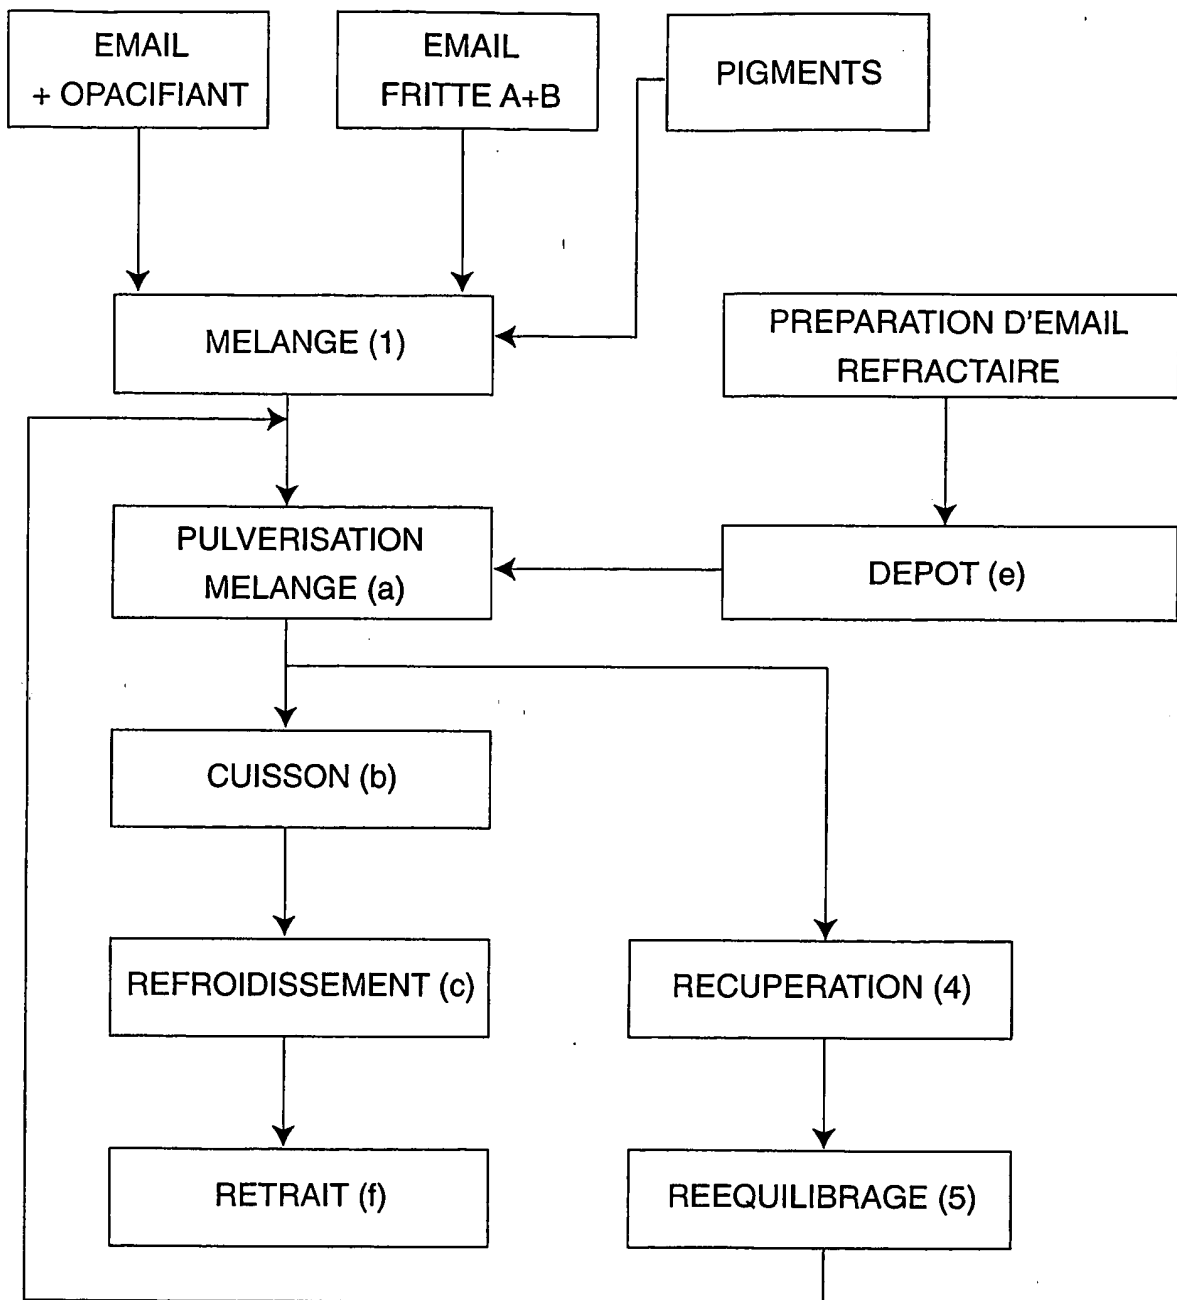 EMAIL
+ OPACIFIANT
EMAIL
FRITTE A+B
PIGMENTS
MELANGE (1)
PREPARATION D'EMAIL
REFRACTAIRE
PULVERISATION
MELANGE (a)
DEPOT (e)
CUISSON (b)
REFROIDISSEMENT (c)
RECUPERATION (4)
RETRAIT (f)
REEQUILIBRAGE (5)